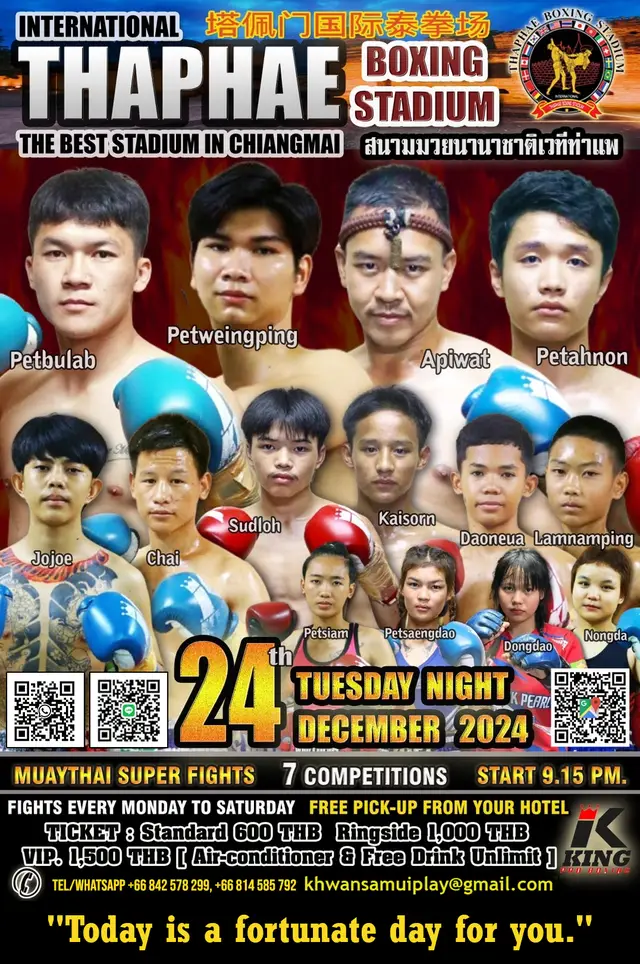 INTERNATIONAL 塔佩门国际泰拳场
THAPHAE BOXING STADIUM
THAPHAE BOXING STADIUM
INTERNATIONAL
THE BEST STADIUM IN CHIANGMAI สนามมวยนานาชาติเวทีท่าแพ
Petbulab
Petweingping
Apiwat
Petahnon
Jojoe
Chai
Sudloh
Kaisorn
Daoneua
Lamnamping
Petsiam
Petsaengdao
Dongdao
Nongda
K PEARL
24th TUESDAY NIGHT
DECEMBER 2024
MUAYTHAI SUPER FIGHTS 7 COMPETITIONS START 9.15 PM.
FIGHTS EVERY MONDAY TO SATURDAY FREE PICK-UP FROM YOUR HOTEL
TICKET : Standard 600 THB Ringside 1,000 THB
VIP. 1,500 THB [ Air-conditioner & Free Drink Unlimit ]
K KING
TEL/WHATSAPP +66 842 578 299, +66 814 585 792 khwansamuiplay@gmail.com
"Today is a fortunate day for you."